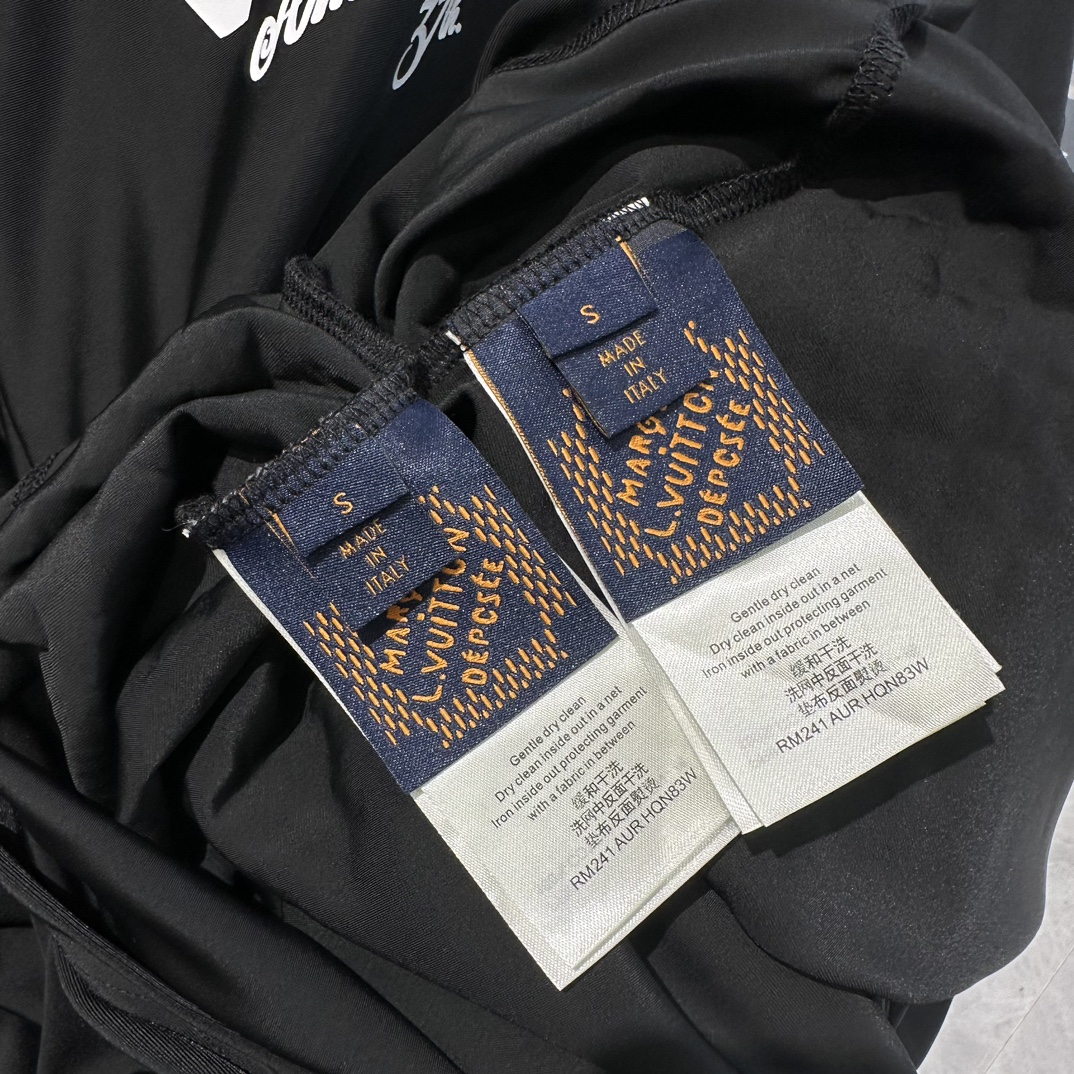 3th.
S
MADE
IN
ITALY
L.VUITTON
DÉPCSÉE
Gentle dry clean
Dry clean inside out in a net
Iron inside out protecting garment
with a fabric in between
缓和干洗
洗网中反面干洗
垫布反面熨烫
RM241 AUR HQN83W
S
MADE
IN
ITALY
L.VUITTON
DÉPCSÉE
Gentle dry clean
Dry clean inside out in a net
Iron inside out protecting garment
with a fabric in between
缓和干洗
洗网中反面干洗
垫布反面熨烫
RM241 AUR HQN83W